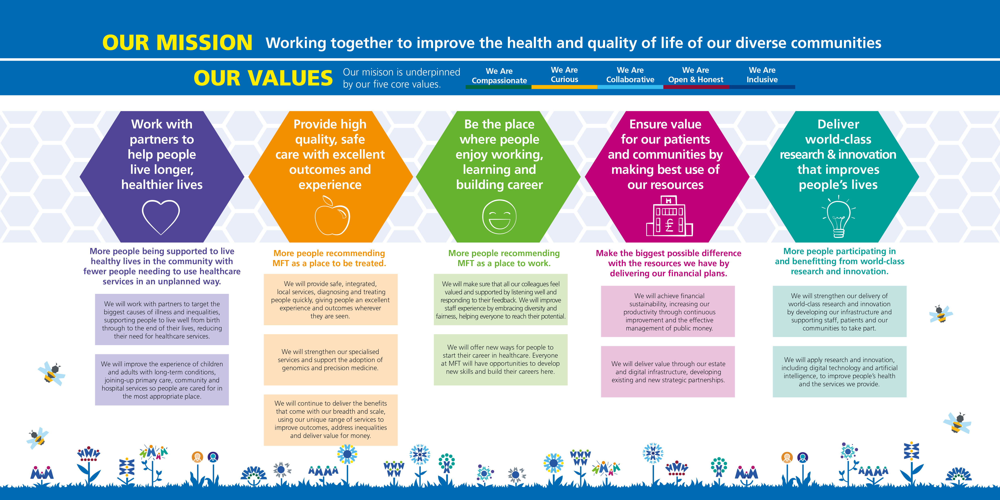 OUR MISSION Working together to improve the health and quality of life of our diverse communities
OUR VALUES
Our misison is underpinned
by our five core values.
We Are
Compassionate
We Are
Curious
We Are
Collaborative
We Are
Open & Honest
We Are
Inclusive
Work with
partners to
help people
live longer,
healthier lives
More people being supported to live
healthy lives in the community with
fewer people needing to use healthcare
services in an unplanned way.
We will work with partners to target the
biggest causes of illness and inequalities,
supporting people to live well from birth
through to the end of their lives, reducing
their need for healthcare services.
We will improve the experience of children
and adults with long-term conditions,
joining-up primary care, community and
hospital services so people are cared for in
the most appropriate place.
Provide high
quality, safe
care with excellent
outcomes and
experience
More people recommending
MFT as a place to be treated.
We will provide safe, integrated,
local services, diagnosing and treating
people quickly, giving people an excellent
experience and outcomes wherever
they are seen.
We will strengthen our specialised
services and support the adoption of
genomics and precision medicine.
We will continue to deliver the benefits
that come with our breadth and scale,
using our unique range of services to
improve outcomes, address inequalities
and deliver value for money.
Be the place
where people
enjoy working,
learning and
building career
More people recommending
MFT as a place to work.
We will make sure that all our colleagues feel
valued and supported by listening well and
responding to their feedback. We will improve
staff experience by embracing diversity and
fairness, helping everyone to reach their potential.
We will offer new ways for people to
start their career in healthcare. Everyone
at MFT will have opportunities to develop
new skills and build their careers here.
Ensure value
for our patients
and communities by
making best use of
our resources
H
£
Make the biggest possible difference
with the resources we have by
delivering our financial plans.
We will achieve financial
sustainability, increasing our
productivity through continuous
improvement and the effective
management of public money.
We will deliver value through our estate
and digital infrastructure, developing
existing and new strategic partnerships.
Deliver
world-class
research & innovation
that improves
people's lives
More people participating in
and benefitting from world-class
research and innovation.
We will strengthen our delivery of
world-class research and innovation
by developing our infrastructure and
supporting staff, patients and our
communities to take part.
We will apply research and innovation,
including digital technology and artificial
intelligence, to improve people's health
and the services we provide.